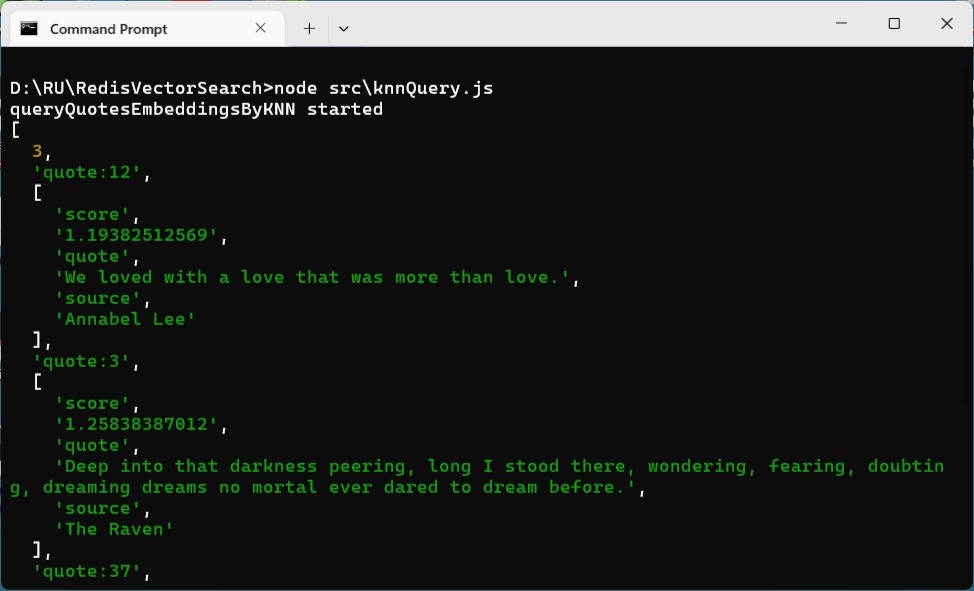 Command Prompt
D:\RU\RedisVectorSearch>node src\knnQuery.js
queryQuotesEmbeddingsByKNN started
[
  3,
  'quote:12',
  [
    'score',
    '1.19382512569',
    'quote',
    'We loved with a love that was more than love.',
    'source',
    'Annabel Lee'
  ],
  'quote:3',
  [
    'score',
    '1.25838387012',
    'quote',
    'Deep into that darkness peering, long I stood there, wondering, fearing, doubtin
g, dreaming dreams no mortal ever dared to dream before.',
    'source',
    'The Raven'
  ],
  'quote:37',